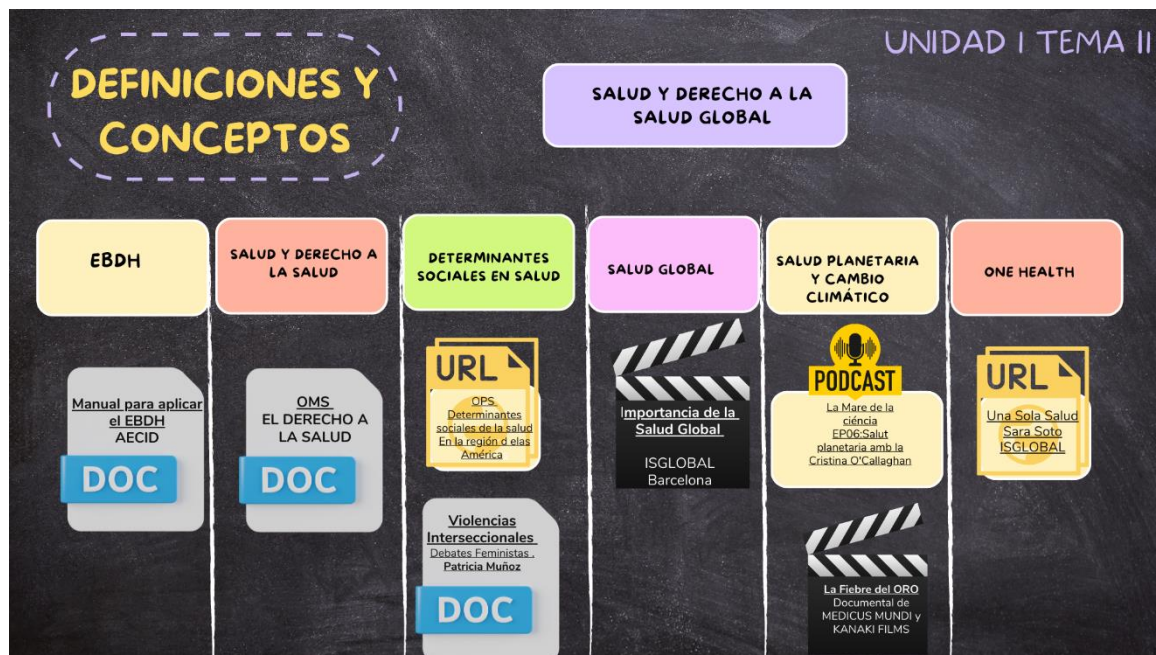 UNIDAD I TEMA II
DEFINICIONES Y
CONCEPTOS
SALUD Y DERECHO A LA
SALUD GLOBAL
EBDH
Manual para aplicar
el EBDH
AECID
DOC
SALUD Y DERECHO A
LA SALUD
OMS
EL DERECHO A
LA SALUD
DOC
DETERMINANTES
SOCIALES EN SALUD
URL
OPS
Determinantes
sociales de la salud
En la región d elas
América
Violencias
Interseccionales
Debates Feministas .
Patricia Muñoz
DOC
SALUD GLOBAL
Importancia de la
Salud Global
ISGLOBAL
Barcelona
SALUD PLANETARIA
Y CAMBIO
CLIMÁTICO
PODCAST
La Mare de la
ciéncia
EP06:Salut
planetaria amb la
Cristina O'Callaghan
La Fiebre del ORO
Documental de
MEDICUS MUNDI y
KANAKI FILMS
ONE HEALTH
URL
Una Sola Salud
Sara Soto
ISGLOBAL